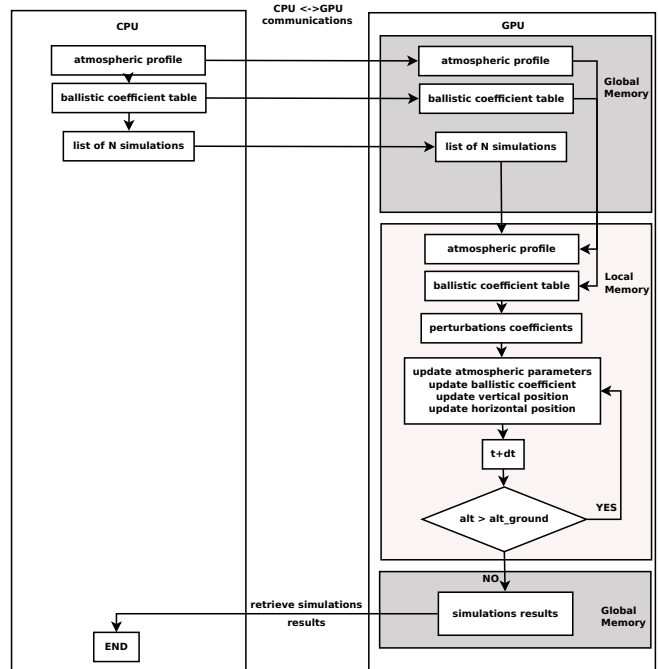 CPU <->GPU
communications
CPU
GPU
atmospheric profile
atmospheric profile
Global
Memory
ballistic coefficient table
ballistic coefficient table
list of N simulations
list of N simulations
atmospheric profile
Local
Memory
ballistic coefficient table
perturbations coefficients
update atmospheric parameters
update ballistic coefficient
update vertical position
update horizontal position
t+dt
YES
alt > alt_ground
NO
retrieve simulations
results
simulations results
Global
Memory
END